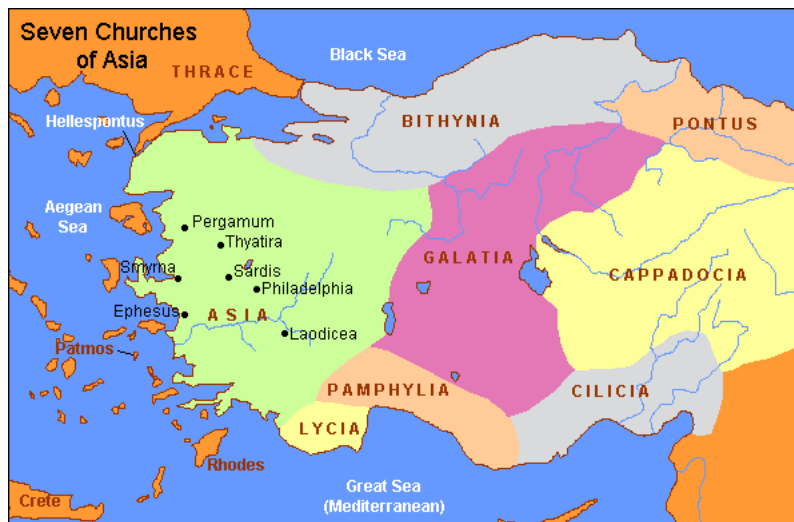 Seven Churches
of Asia
Black Sea
THRACE
Hellespontus
BITHYNIA
PONTUS
Aegean
Sea
Pergamum
Thyatira
GALATIA
Smyrna
Sardis
CAPPADOCIA
Philadelphia
Ephesus
ASIA
Laodicea
Patmos
PAMPHYLIA
CILICIA
LYCIA
Rhodes
Great Sea
(Mediterranean)
Crete